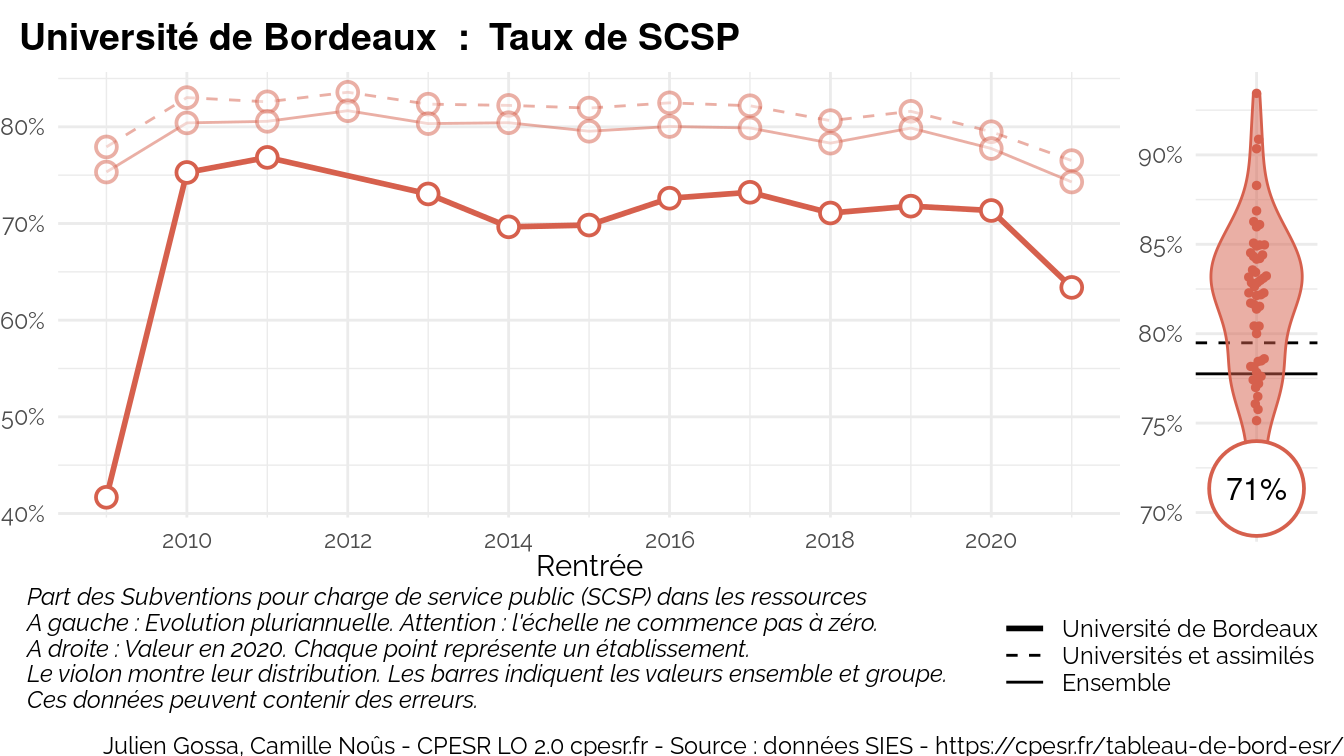 Université de Bordeaux : Taux de SCSP
80%
70%
60%
50%
40%
2010 2012 2014 2016 2018 2020
Rentrée
90%
85%
80%
75%
70%
71%
Part des Subventions pour charge de service public (SCSP) dans les ressources
A gauche : Evolution pluriannuelle. Attention : l'échelle ne commence pas à zéro.
A droite : Valeur en 2020. Chaque point représente un établissement.
Le violon montre leur distribution. Les barres indiquent les valeurs ensemble et groupe.
Ces données peuvent contenir des erreurs.
Université de Bordeaux
Universités et assimilés
Ensemble
Julien Gossa, Camille Noûs - CPESR LO 2.0 cpesr.fr - Source : données SIES - https://cpesr.fr/tableau-de-bord-esr/